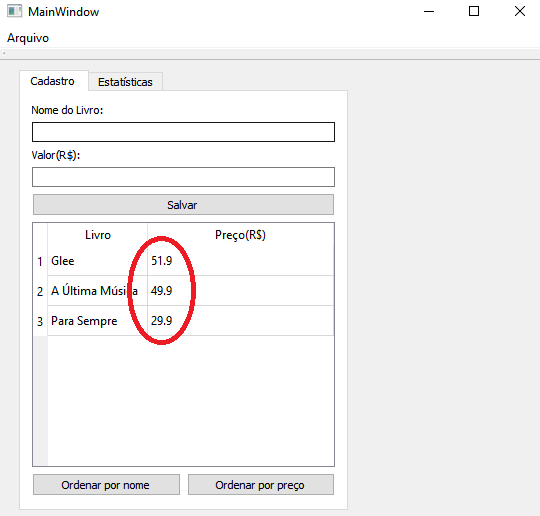 MainWindow
Arquivo
Cadastro Estatísticas
Nome do Livro:
Valor(R$):
Salvar
Livro Preço(R$)
1 Glee 51.9
2 A Última Música 49.9
3 Para Sempre 29.9
Ordenar por nome Ordenar por preço